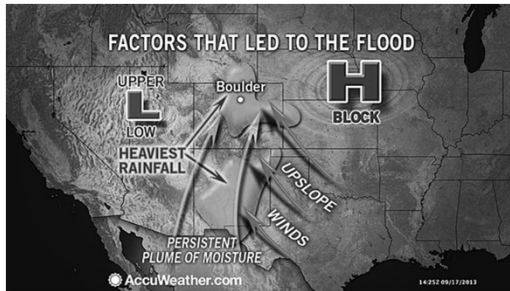 FACTORS THAT LED TO THE FLOOD
UPPER
L
LOW
Boulder
H
BLOCK
HEAVIEST
RAINFALL
UPSLOPE
WINDS
PERSISTENT
PLUME OF MOISTURE
AccuWeather.com
14:25Z 09/17/2013